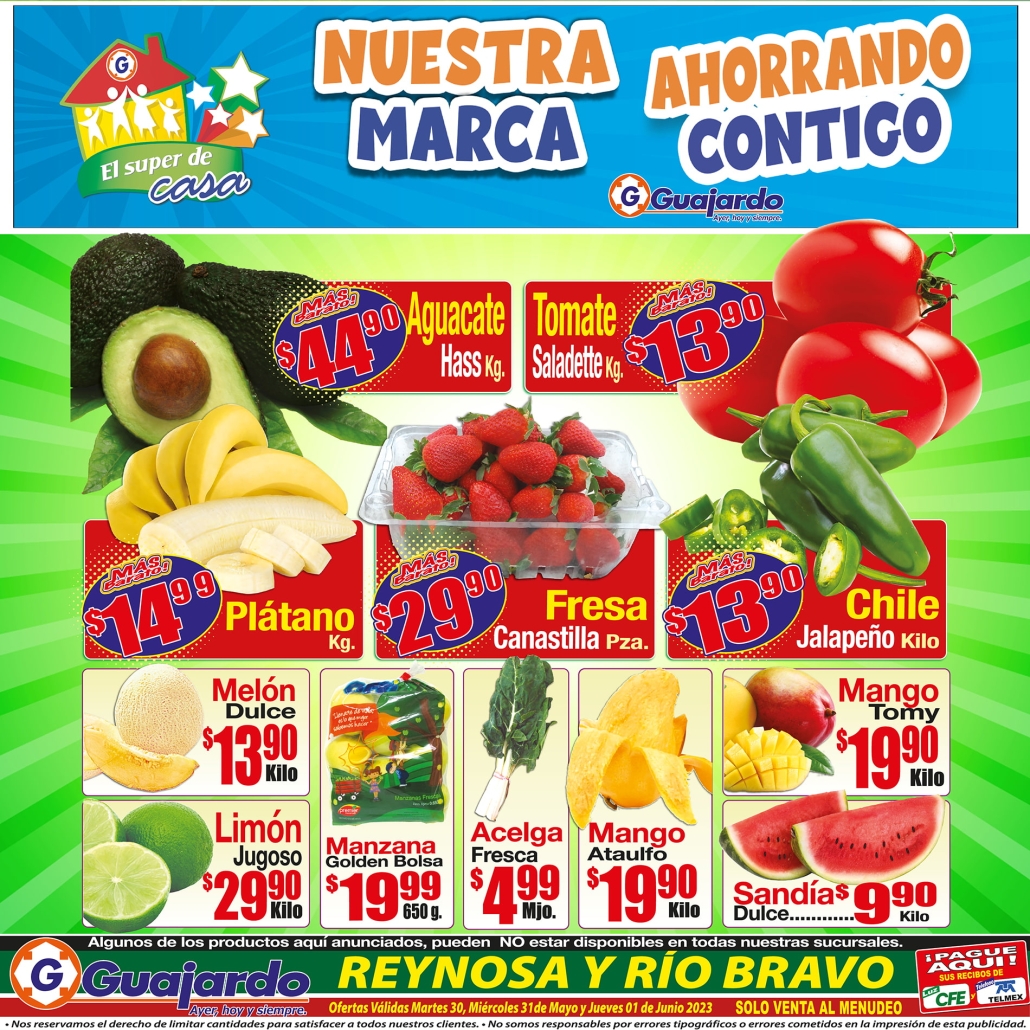 G
El super de
casa
NUESTRA
MARCA
AHORRANDO
CONTIGO
G Guajardo
Ayer, hoy y siempre.
MÁS barato!
$44.90
Aguacate
Hass Kg.
Tomate
Saladette Kg.
MÁS barato!
$13.90
MÁS barato!
$14.99
Plátano
Kg.
MÁS barato!
$29.90
Fresa
Canastilla Pza.
MÁS barato!
$13.90
Chile
Jalapeño Kilo
Melón
Dulce
$13.90
Kilo
Limón
Jugoso
$29.90
Kilo
Manzana
Golden Bolsa
$19.99
650 g.
Acelga
Fresca
$4.99
Mjo.
Mango
Ataulfo
$19.90
Kilo
Mango
Tomy
$19.90
Kilo
Sandía $9.90
Dulce............ Kilo
Algunos de los productos aquí anunciados, pueden NO estar disponibles en todas nuestras sucursales.
G Guajardo
Ayer, hoy y siempre.
REYNOSA Y RÍO BRAVO
Ofertas Válidas Martes 30, Miércoles 31de Mayo y Jueves 01 de Junio 2023
SOLO VENTA AL MENUDEO
¡PAGUE
AQUÍ!
SUS RECIBOS DE
Luz
CFE y
Teléfono
TELMEX
• Nos reservamos el derecho de limitar cantidades para satisfacer a todos nuestros clientes. • No somos responsables por errores tipográficos o errores cometidos en la impresión de esta publicidad.